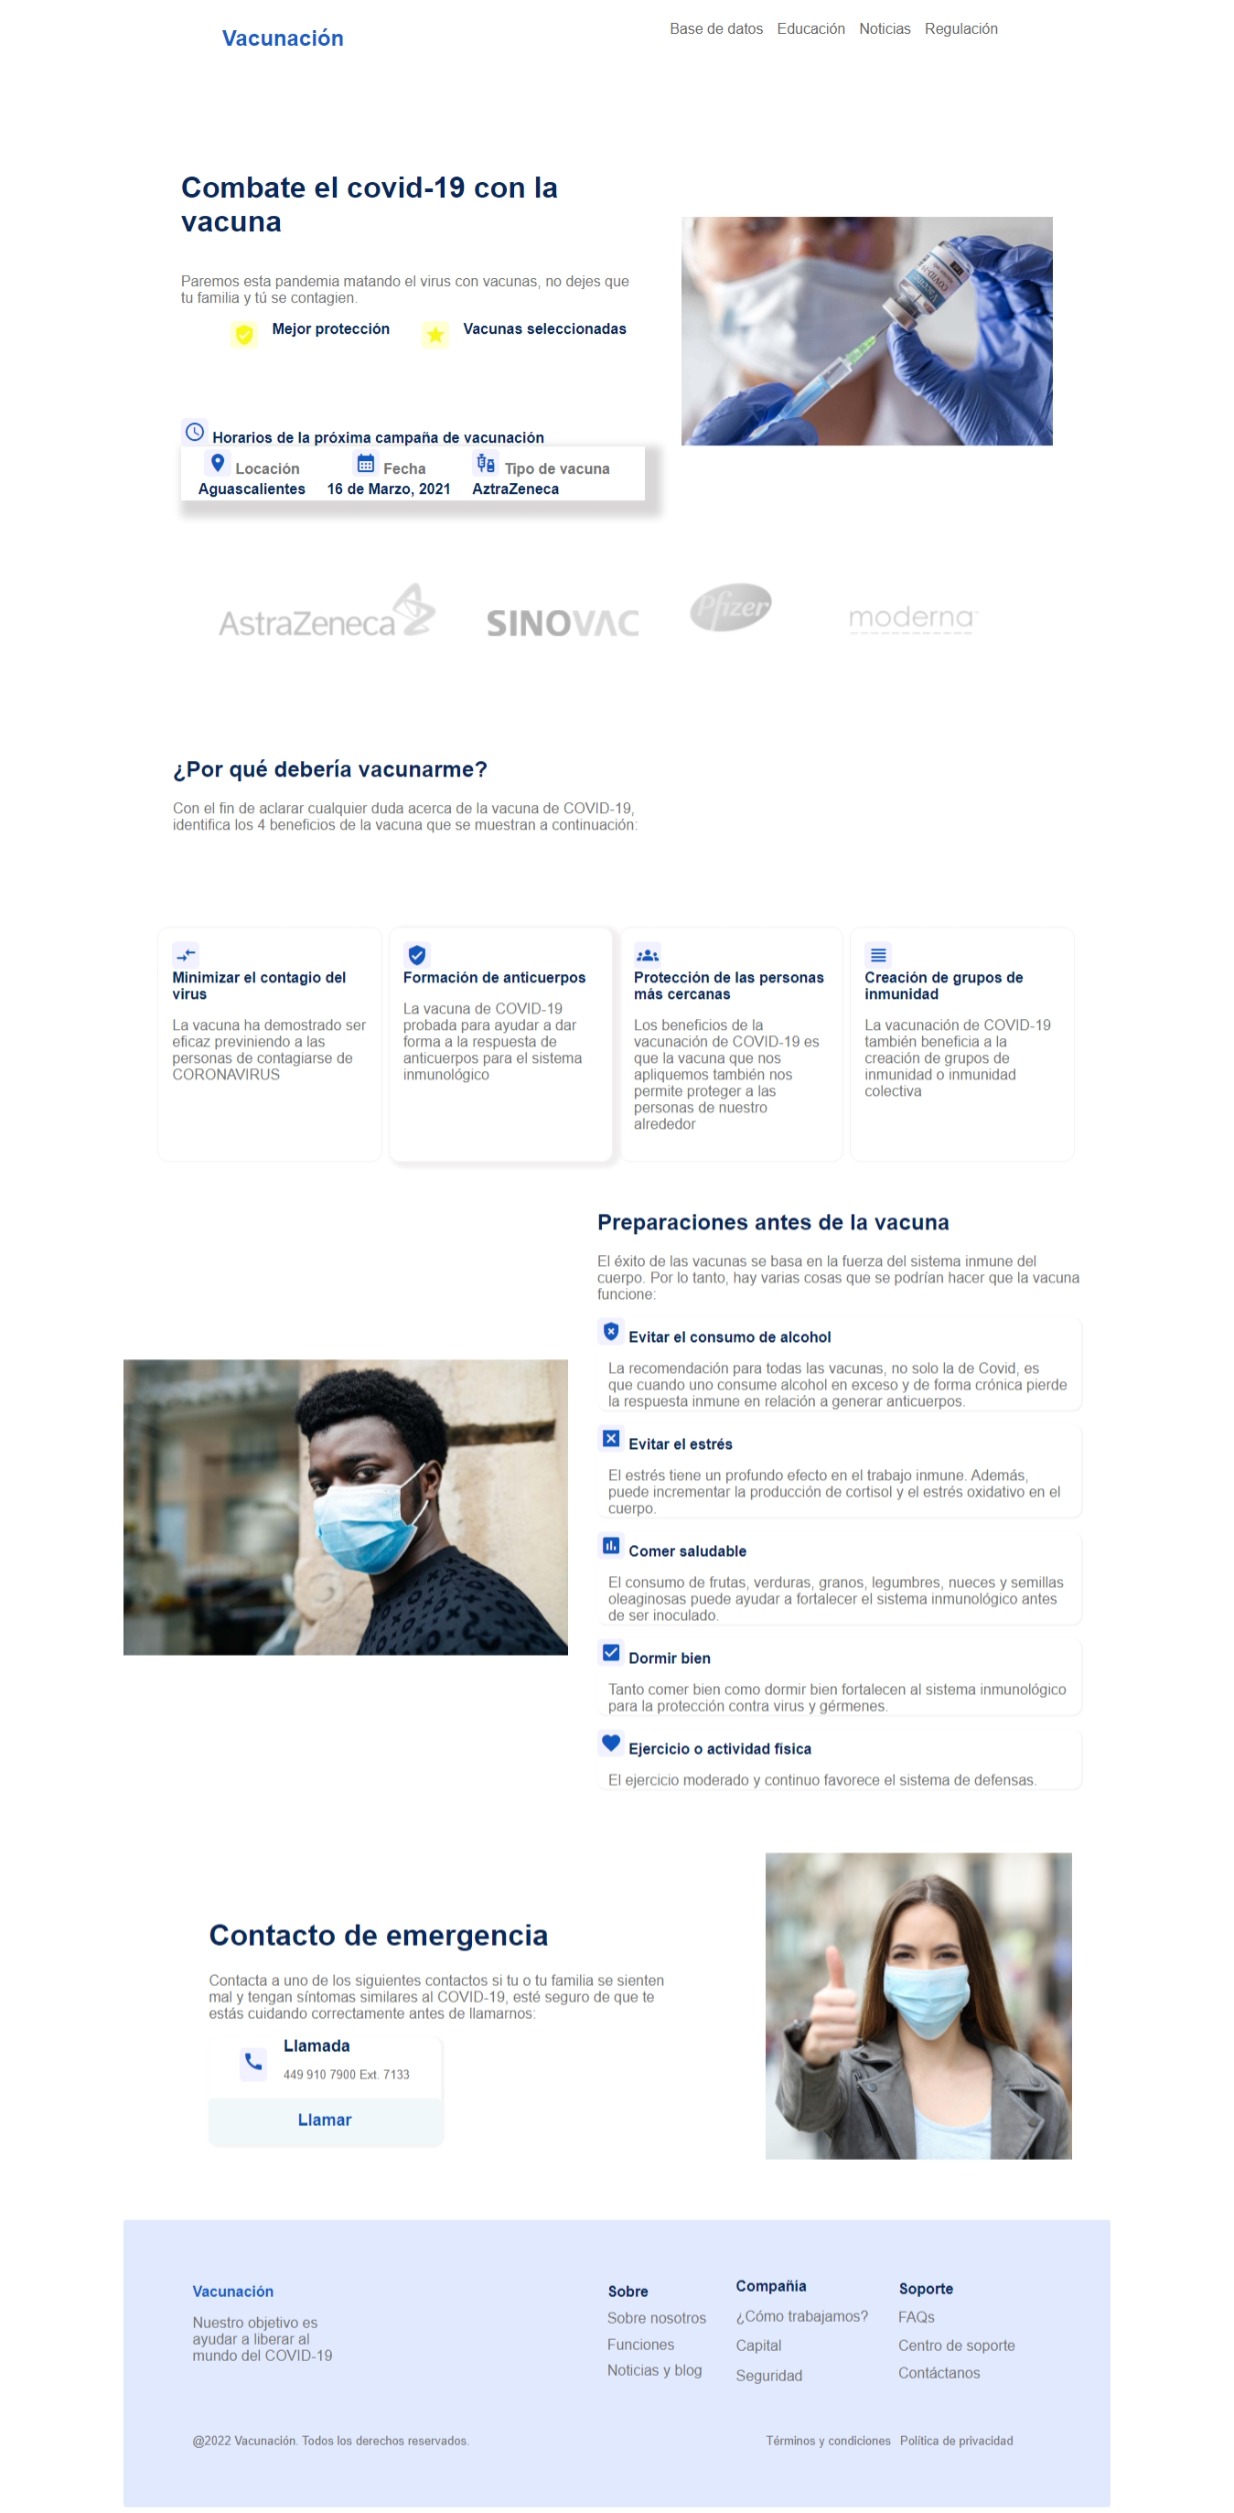 Vacunación
Base de datos Educación Noticias Regulación
Combate el covid-19 con la
vacuna
Paremos esta pandemia matando el virus con vacunas, no dejes que
tu familia y tú se contagien.
Mejor protección
Vacunas seleccionadas
COVID-19
Horarios de la próxima campaña de vacunación
Locación
Fecha
Tipo de vacuna
Aguascalientes
16 de Marzo, 2021
AztraZeneca
AstraZeneca
SINOVAC
Pfizer
moderna
¿Por qué debería vacunarme?
Con el fin de aclarar cualquier duda acerca de la vacuna de COVID-19,
identifica los 4 beneficios de la vacuna que se muestran a continuación:
Minimizar el contagio del
virus
La vacuna ha demostrado ser
eficaz previniendo a las
personas de contagiarse de
CORONAVIRUS
Formación de anticuerpos
La vacuna de COVID-19
probada para ayudar a dar
forma a la respuesta de
anticuerpos para el sistema
inmunológico
Protección de las personas
más cercanas
Los beneficios de la
vacunación de COVID-19 es
que la vacuna que nos
apliquemos también nos
permite proteger a las
personas de nuestro
alrededor
Creación de grupos de
inmunidad
La vacunación de COVID-19
también beneficia a la
creación de grupos de
inmunidad o inmunidad
colectiva
Preparaciones antes de la vacuna
El éxito de las vacunas se basa en la fuerza del sistema inmune del
cuerpo. Por lo tanto, hay varias cosas que se podrían hacer que la vacuna
funcione:
Evitar el consumo de alcohol
La recomendación para todas las vacunas, no solo la de Covid, es
que cuando uno consume alcohol en exceso y de forma crónica pierde
la respuesta inmune en relación a generar anticuerpos.
Evitar el estrés
El estrés tiene un profundo efecto en el trabajo inmune. Además,
puede incrementar la producción de cortisol y el estrés oxidativo en el
cuerpo.
Comer saludable
El consumo de frutas, verduras, granos, legumbres, nueces y semillas
oleaginosas puede ayudar a fortalecer el sistema inmunológico antes
de ser inoculado.
Dormir bien
Tanto comer bien como dormir bien fortalecen al sistema inmunológico
para la protección contra virus y gérmenes.
Ejercicio o actividad física
El ejercicio moderado y continuo favorece el sistema de defensas.
Contacto de emergencia
Contacta a uno de los siguientes contactos si tu o tu familia se sienten
mal y tengan síntomas similares al COVID-19, esté seguro de que te
estás cuidando correctamente antes de llamarnos:
Llamada
449 910 7900 Ext. 7133
Llamar
Vacunación
Nuestro objetivo es
ayudar a liberar al
mundo del COVID-19
Sobre
Sobre nosotros
Funciones
Noticias y blog
Compañía
¿Cómo trabajamos?
Capital
Seguridad
Soporte
FAQs
Centro de soporte
Contáctanos
@2022 Vacunación. Todos los derechos reservados.
Términos y condiciones Política de privacidad